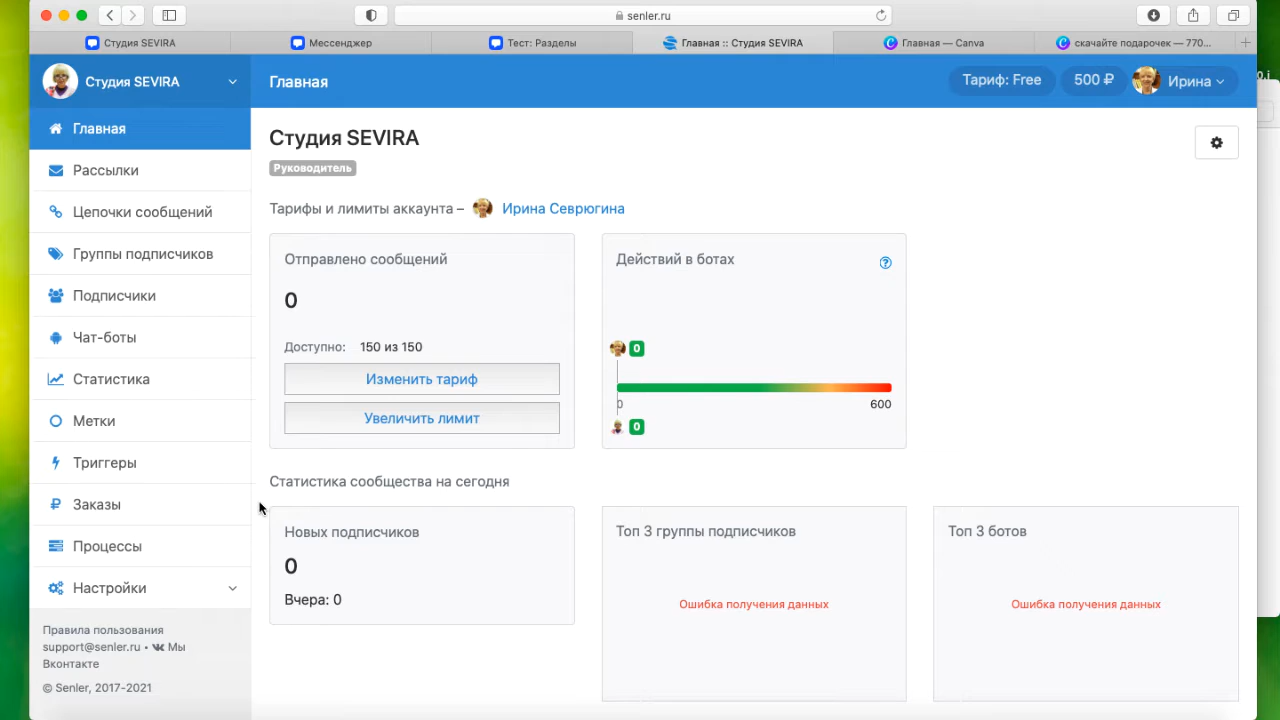 senler.ru
Студия SEVIRA
Мессенджер
Тест: Разделы
Главная :: Студия SEVIRA
Главная — Canva
скачайте подарочек — 770...
Студия SEVIRA
Главная
Тариф: Free
500 ₽
Ирина
Главная
Рассылки
Цепочки сообщений
Группы подписчиков
Подписчики
Чат-боты
Статистика
Метки
Триггеры
Заказы
Процессы
Настройки
Правила пользования
support@senler.ru • Мы
Вконтакте
© Senler, 2017-2021
Студия SEVIRA
Руководитель
Тарифы и лимиты аккаунта – Ирина Севрюгина
Отправлено сообщений
0
Доступно: 150 из 150
Изменить тариф
Увеличить лимит
Действий в ботах
?
0
0 600
0
Статистика сообщества на сегодня
Новых подписчиков
0
Вчера: 0
Топ 3 группы подписчиков
Ошибка получения данных
Топ 3 ботов
Ошибка получения данных